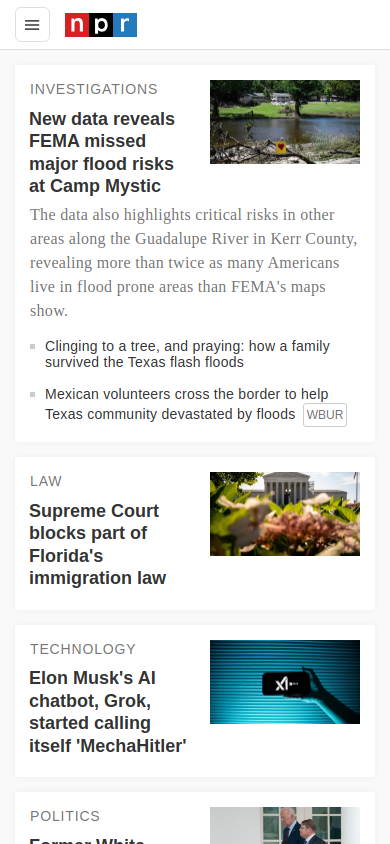 npr
INVESTIGATIONS
New data reveals
FEMA missed
major flood risks
at Camp Mystic
The data also highlights critical risks in other
areas along the Guadalupe River in Kerr County,
revealing more than twice as many Americans
live in flood prone areas than FEMA's maps
show.
Clinging to a tree, and praying: how a family
survived the Texas flash floods
Mexican volunteers cross the border to help
Texas community devastated by floods WBUR
LAW
Supreme Court
blocks part of
Florida's
immigration law
TECHNOLOGY
Elon Musk's AI
chatbot, Grok,
started calling
itself 'MechaHitler'
POLITICS
Former White